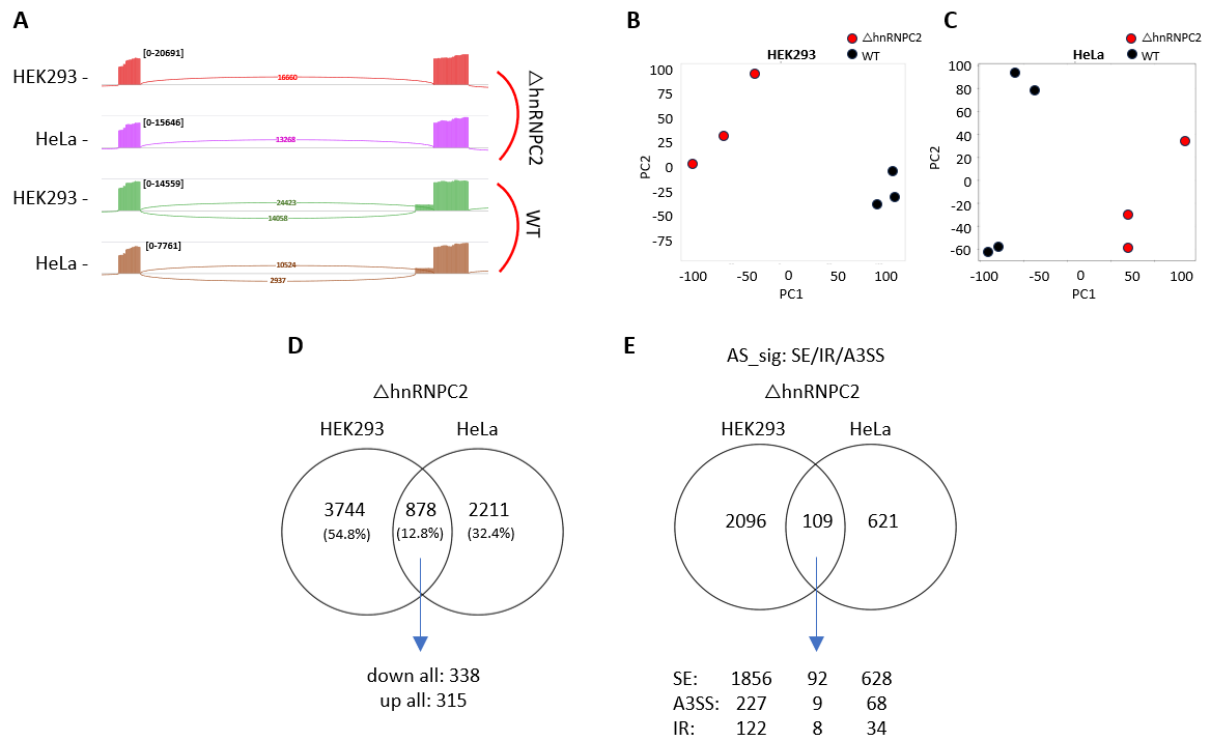 A
[0-20691]
HEK293 -
16660
[0-15646]
HeLa -
13268
△hnRNPC2
[0-14559]
HEK293 -
24423
14058
[0-7761]
HeLa -
10524
2937
WT
B
△hnRNPC2
WT
HEK293
100
75
50
25
0
-25
-50
-75
PC2
-100
-50
0
50
100
PC1
C
△hnRNPC2
WT
HeLa
100
80
60
40
20
0
-20
-40
-60
PC2
-100
-50
0
50
100
PC1
D
△hnRNPC2
HEK293 HeLa
3744 878 2211
(54.8%) (12.8%) (32.4%)
down all: 338
up all: 315
E
AS_sig: SE/IR/A3SS
△hnRNPC2
HEK293 HeLa
2096 109 621
SE: 1856 92 628
A3SS: 227 9 68
IR: 122 8 34